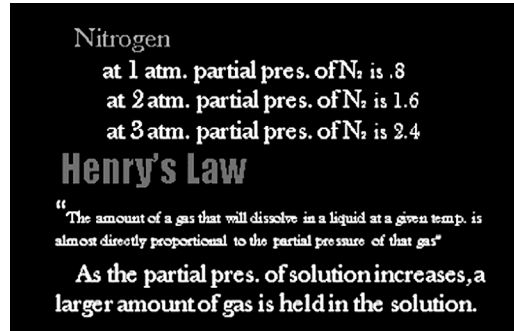 Nitrogen
at 1 atm. partial pres. of N₂ is .8
at 2 atm. partial pres. of N₂ is 1.6
at 3 atm. partial pres. of N₂ is 2.4
Henry's Law
"The amount of a gas that will dissolve in a liquid at a given temp. is
almost directly proportional to the partial pressure of that gas"
As the partial pres. of solution increases, a
larger amount of gas is held in the solution.